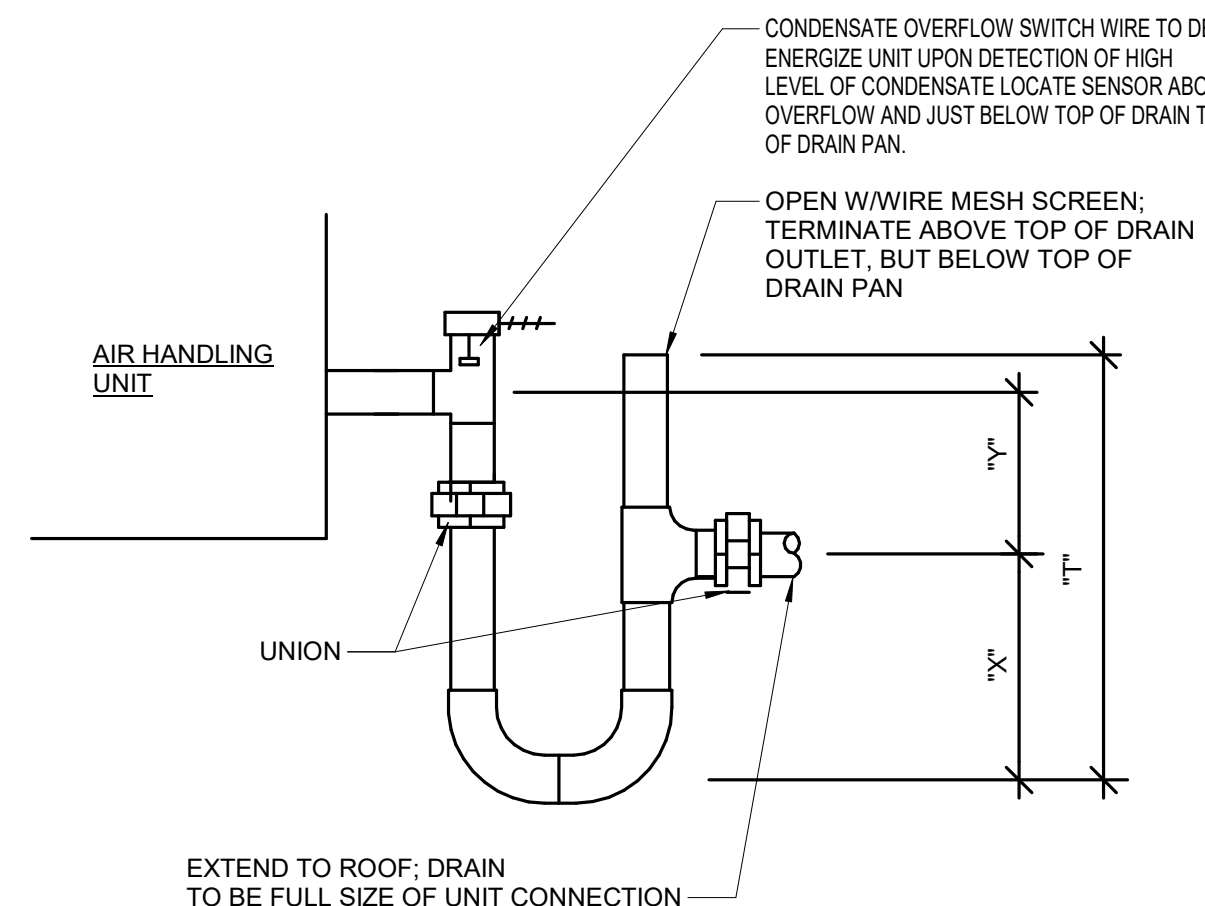 CONDENSATE OVERFLOW SWITCH WIRE TO
ENERGIZE UNIT UPON DETECTION OF HIGH
LEVEL OF CONDENSATE LOCATE SENSOR
OVERFLOW AND JUST BELOW TOP OF DRAIN
OF DRAIN PAN.
OPEN W/WIRE MESH SCREEN;
TERMINATE ABOVE TOP OF DRAIN
OUTLET, BUT BELOW TOP OF
DRAIN PAN
AIR HANDLING
UNIT
"Y"
"T"
"X"
UNION
EXTEND TO ROOF; DRAIN
TO BE FULL SIZE OF UNIT CONNECTION